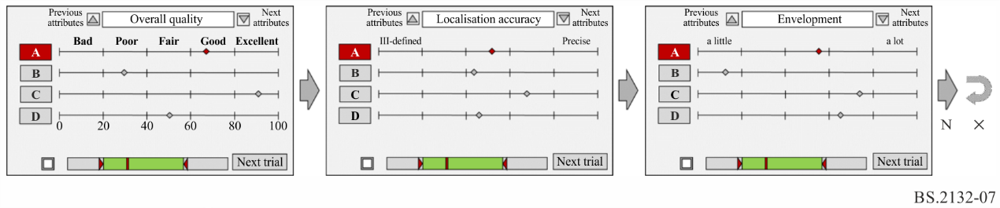 Previous attributes
Overall quality
Next attributes
Bad Poor Fair Good Excellent
A
B
C
D
0 20 40 60 80 100
Next trial
Previous attributes
Localisation accuracy
Next attributes
III-defined Precise
A
B
C
D
Next trial
Previous attributes
Envelopment
Next attributes
a little a lot
A
B
C
D
Next trial
N ×
BS.2132-07